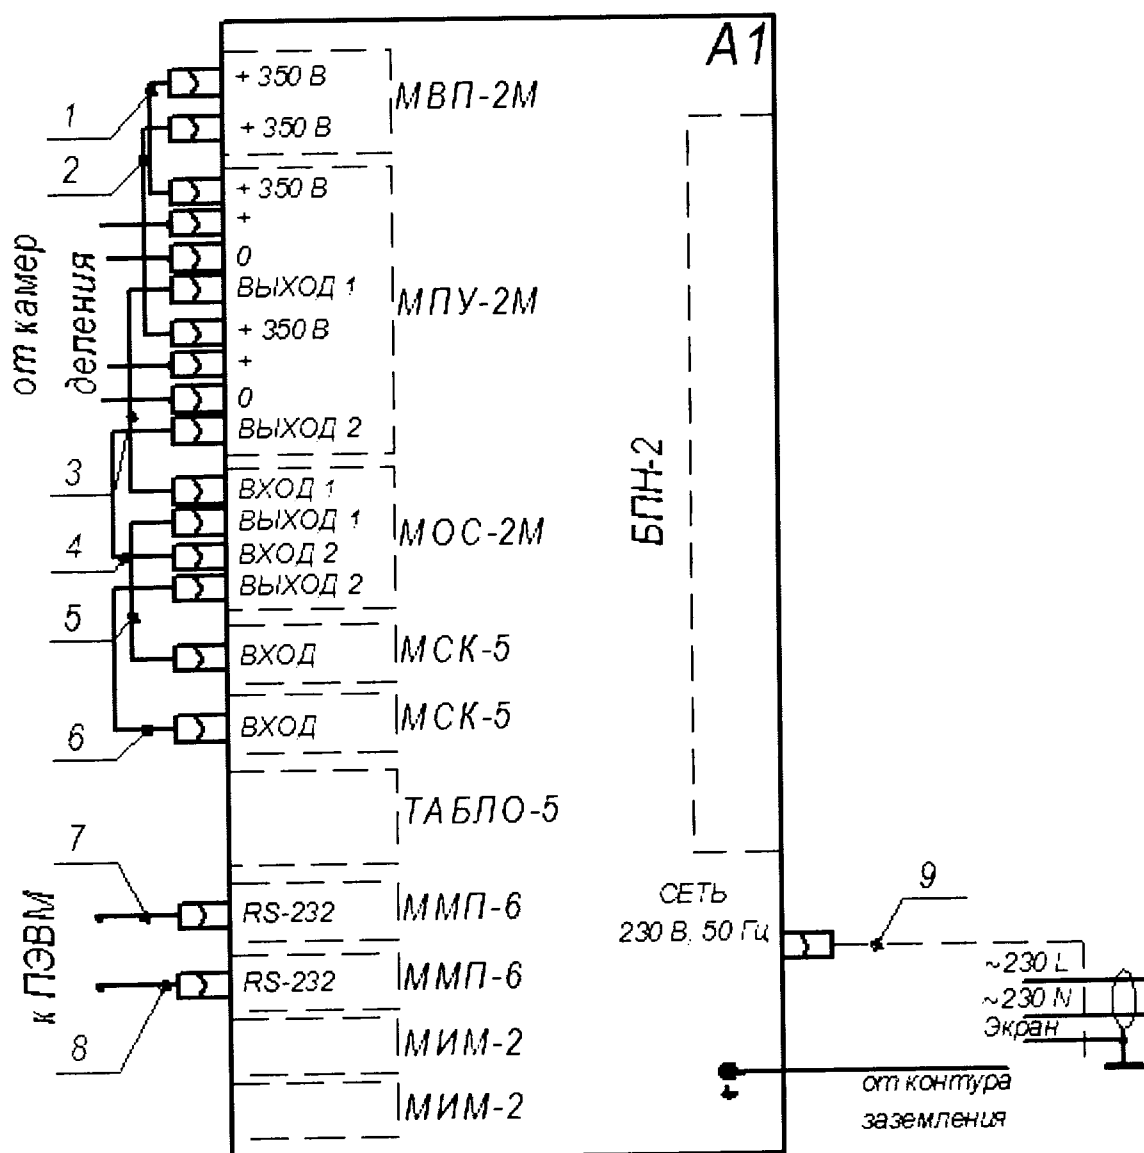 А1
+ 350 В
МВП-2М
1
+ 350 В
2
+ 350 В
+
0
ВЫХОД 1
МПУ-2М
от камер
деления
+ 350 В
+
0
ВЫХОД 2
3
ВХОД 1
ВЫХОД 1
МОС-2М
4
ВХОД 2
ВЫХОД 2
БПН-2
5
ВХОД
МСК-5
6
ВХОД
МСК-5
ТАБЛО-5
7
к ПЭВМ
RS-232
ММП-6
8
RS-232
ММП-6
МИМ-2
МИМ-2
СЕТЬ
230 В, 50 Гц
9
~230 L
~230 N
Экран
от контура
заземления